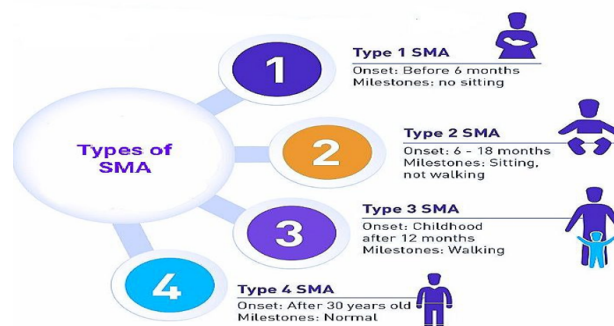 Types of
SMA
1
Type 1 SMA
Onset: Before 6 months
Milestones: no sitting
2
Type 2 SMA
Onset: 6 - 18 months
Milestones: Sitting,
not walking
3
Type 3 SMA
Onset: Childhood
after 12 months
Milestones: Walking
4
Type 4 SMA
Onset: After 30 years old
Milestones: Normal